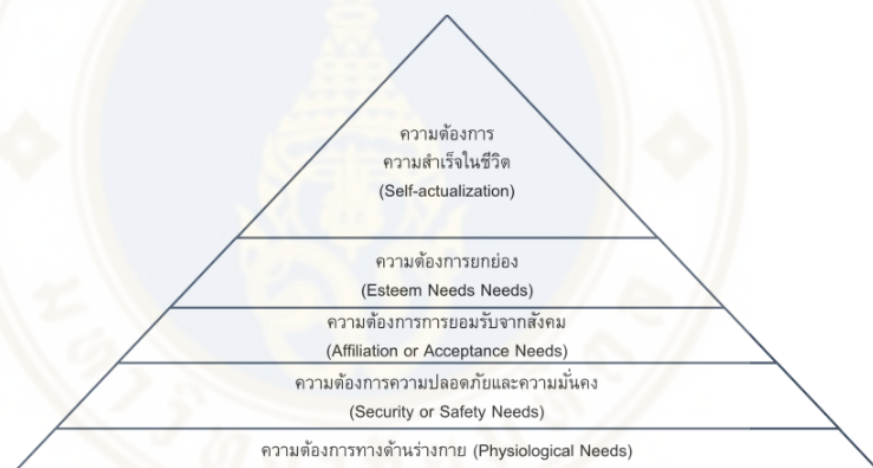 ความต้องการ
ความสำเร็จในชีวิต
(Self-actualization)
ความต้องการยกย่อง
(Esteem Needs Needs)
ความต้องการการยอมรับจากสังคม
(Affiliation or Acceptance Needs)
ความต้องการความปลอดภัยและความมั่นคง
(Security or Safety Needs)
ความต้องการทางด้านร่างกาย (Physiological Needs)